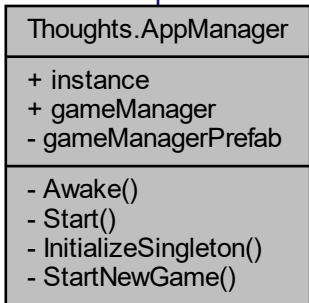 Thoughts.AppManager
+ instance
+ gameManager
- gameManagerPrefab
- Awake()
- Start()
- InitializeSingleton()
- StartNewGame()